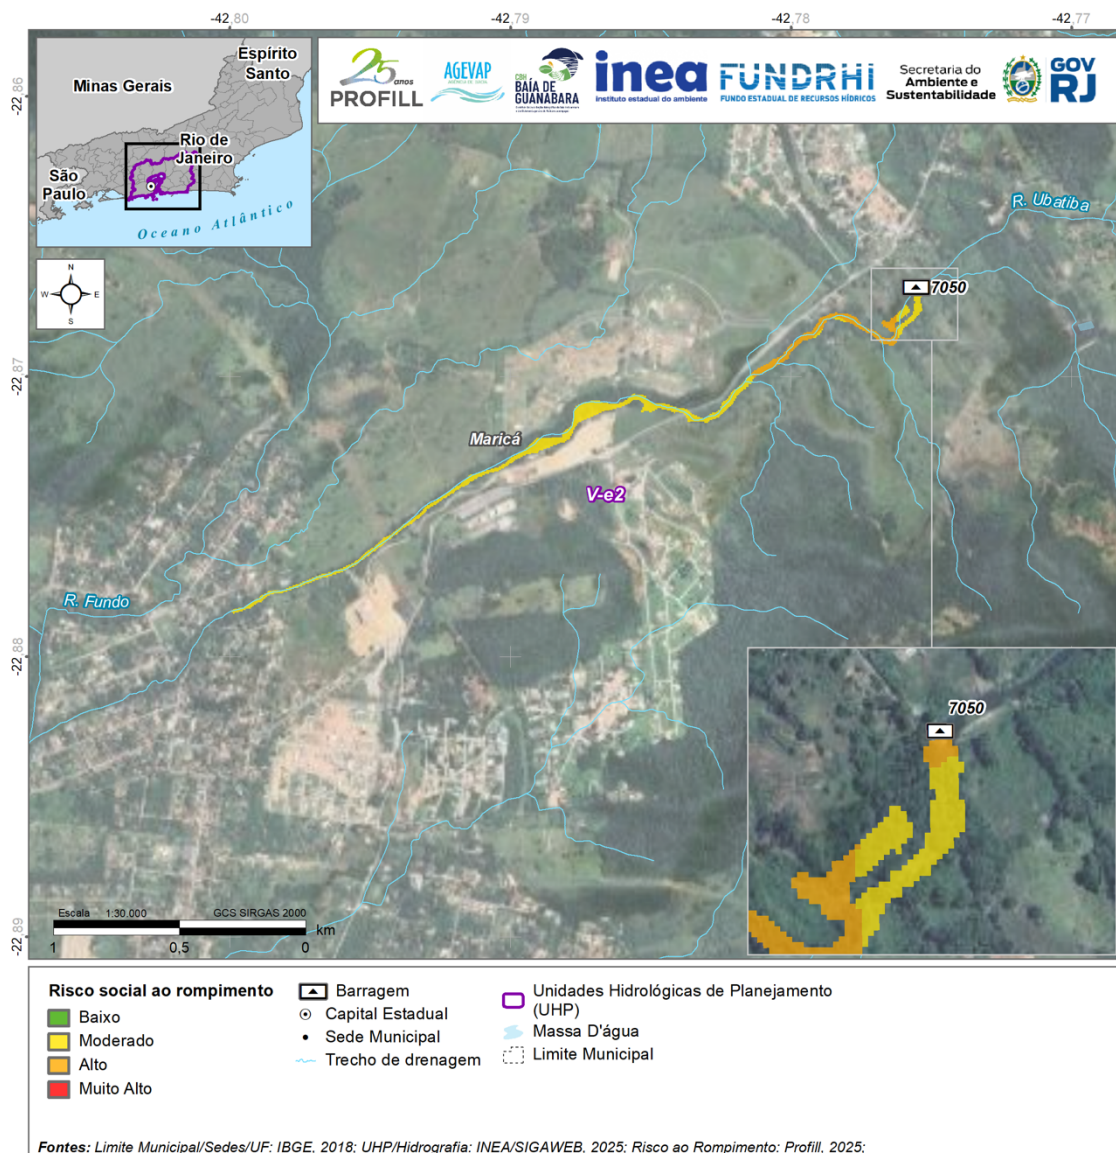 -42,80
-42,79
-42,78
-42,77
-22,86
-22,87
-22,88
-22,89
Espírito
Santo
Minas Gerais
Rio de
Janeiro
São
Paulo
Oceano Atlântico
25 anos
PROFILL
AGEVAP
CBH
BAÍA DE
GUANABARA
inea
instituto estadual do ambiente
FUNDRHI
FUNDO ESTADUAL DE RECURSOS HÍDRICOS
Secretaria do
Ambiente e
Sustentabilidade
GOV
RJ
N
W
E
S
R. Ubatiba
7050
Maricá
V-e2
R. Fundo
7050
Escala 1:30.000
GCS SIRGAS 2000
1
0,5
0
km
Risco social ao rompimento
Baixo
Moderado
Alto
Muito Alto
Barragem
Capital Estadual
Sede Municipal
Trecho de drenagem
Unidades Hidrológicas de Planejamento
(UHP)
Massa D'água
Limite Municipal
Fontes: Limite Municipal/Sedes/UF: IBGE, 2018; UHP/Hidrografia: INEA/SIGAWEB, 2025; Risco ao Rompimento: Profill, 2025;